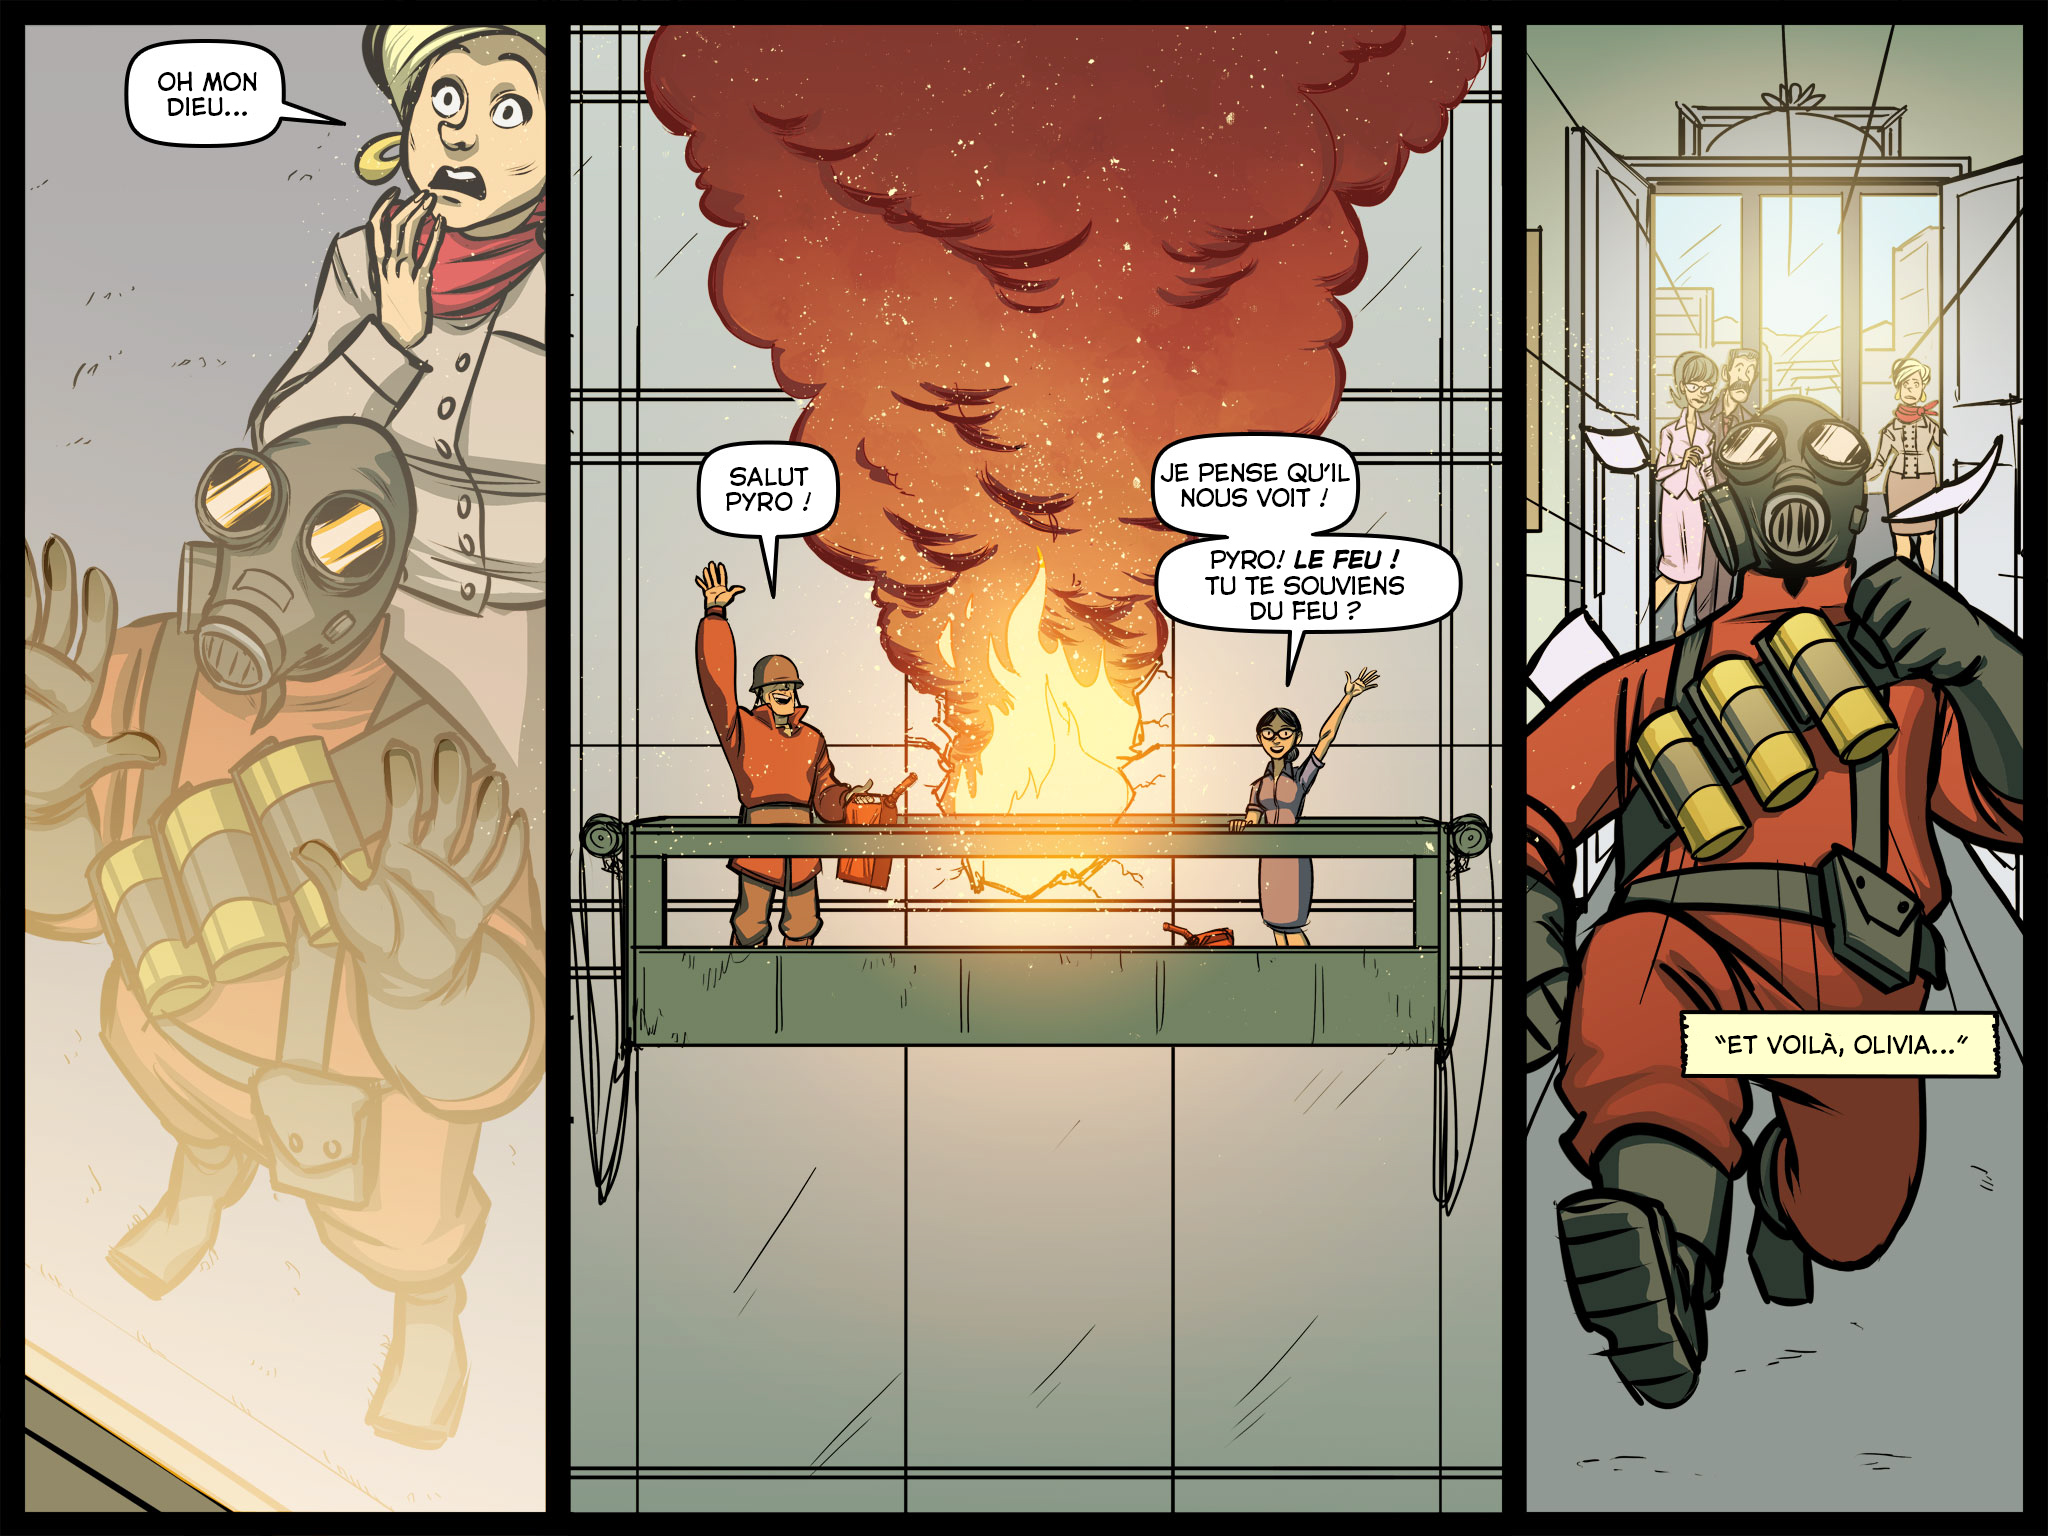 OH MON
DIEU...
SALUT
PYRO !
JE PENSE QU'IL
NOUS VOIT !
PYRO! LE FEU !
TU TE SOUVIENS
DU FEU ?
"ET VOILÀ, OLIVIA..."